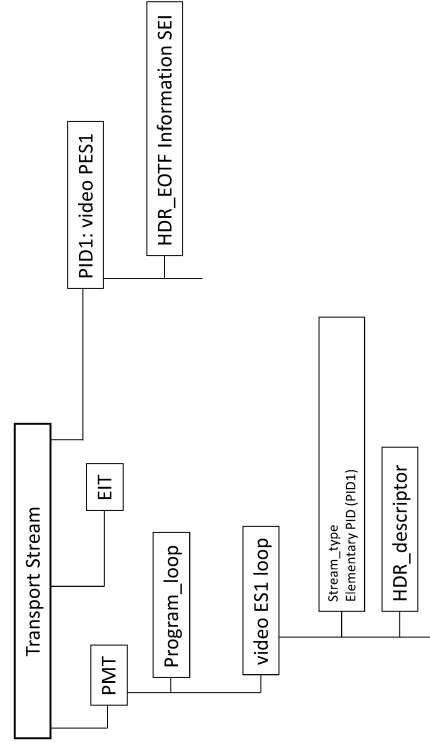 Transport Stream
PMT
Program_loop
video ES1 loop
Stream_type
Elementary PID (PID1)
HDR_descriptor
EIT
PID1: video PES1
HDR_EOTF Information SEI